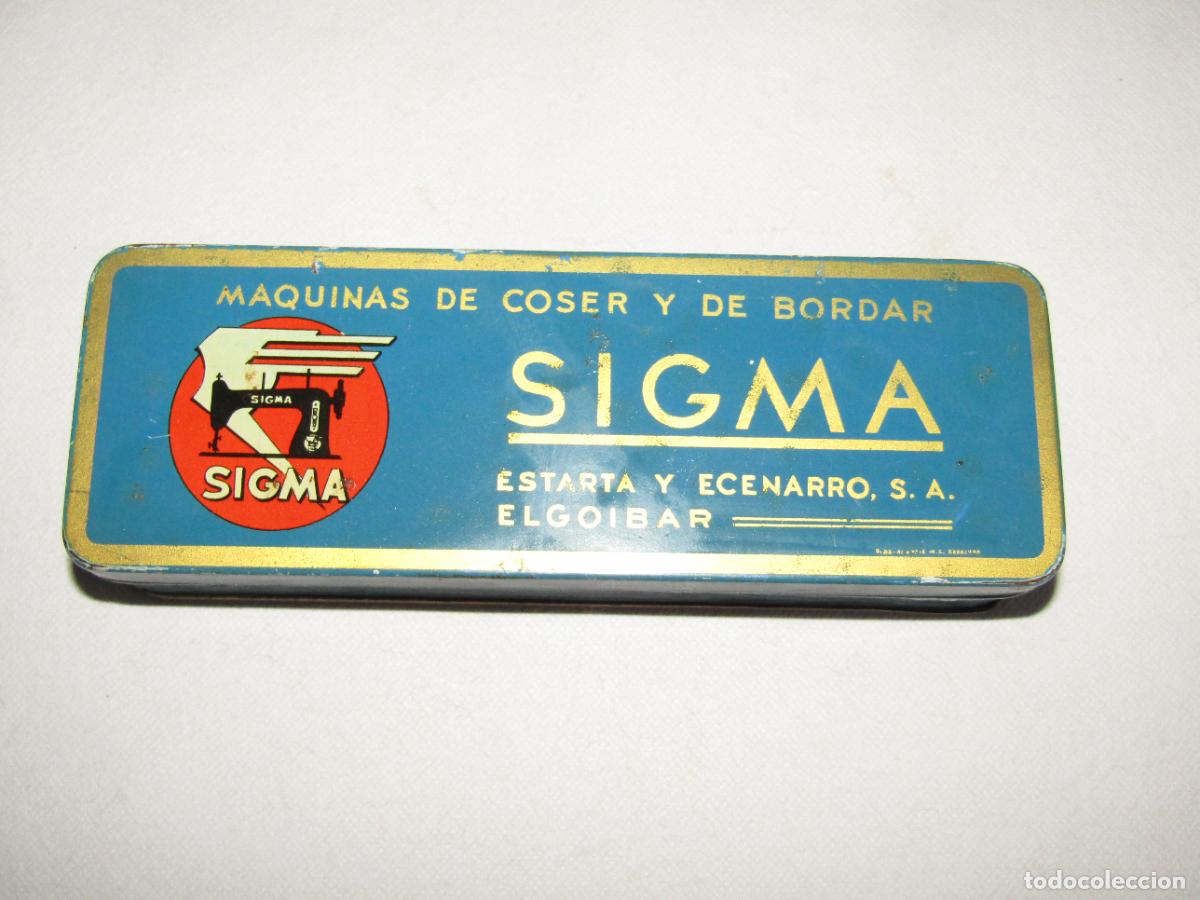 MAQUINAS DE COSER Y DE BORDAR
SIGMA
SIGMA
SIGMA
ESTARTA Y ECENARRO, S. A.
ELGOIBAR
todocoleccion